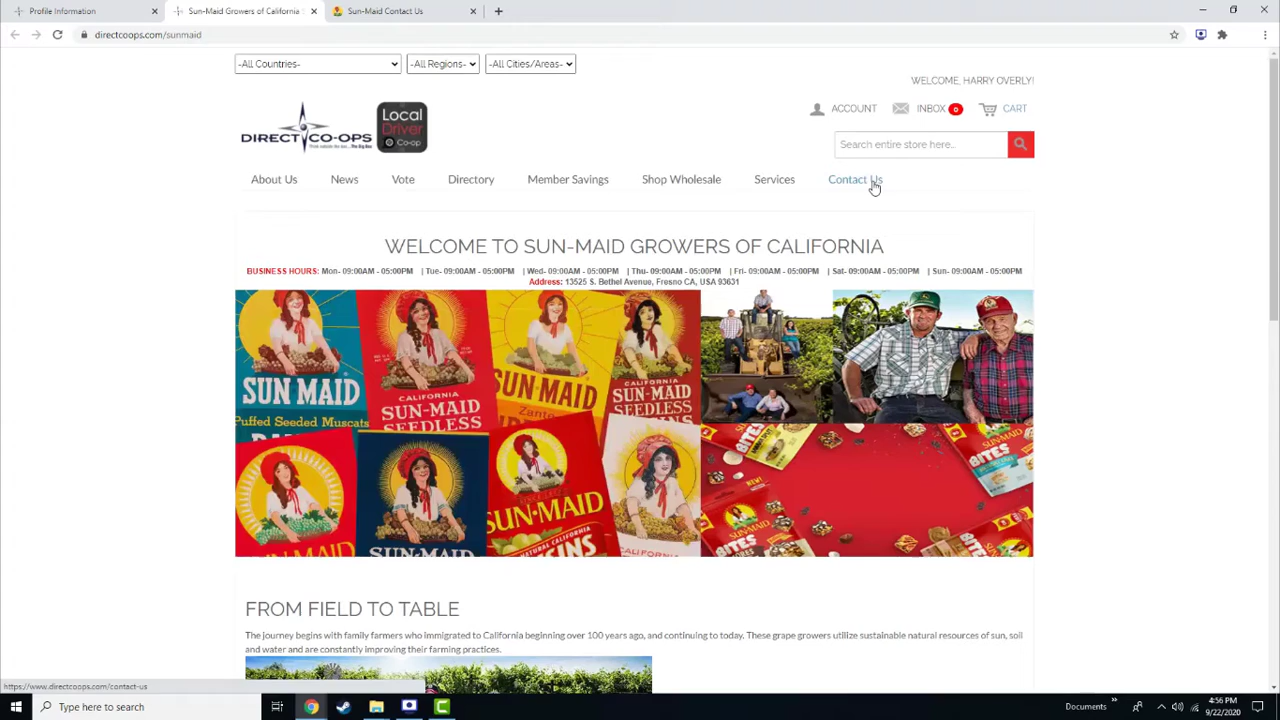 Profile Information
Sun-Maid Growers of California
Sun-Maid Contact Us
directcoops.com/sunmaid
-All Countries-
-All Regions-
-All Cities/Areas-
WELCOME, HARRY OVERLY!
DIRECT CO-OPS
Local
Driver
Co-op
ACCOUNT
INBOX 0
CART
Search entire store here...
About Us
News
Vote
Directory
Member Savings
Shop Wholesale
Services
Contact Us
WELCOME TO SUN-MAID GROWERS OF CALIFORNIA
BUSINESS HOURS: Mon- 09:00AM - 05:00PM | Tue- 09:00AM - 05:00PM | Wed- 09:00AM - 05:00PM | Thu- 09:00AM - 05:00PM | Fri- 09:00AM - 05:00PM | Sat- 09:00AM - 05:00PM | Sun- 09:00AM - 05:00PM
Address: 13525 S. Bethel Avenue, Fresno CA, USA 93631
SUN MAID
Puffed Seeded Muscats
CALIFORNIA
SUN-MAID
SEEDLESS
SUN-MAID
Zante
CALIFORNIA
SUN-MAID
SEEDLESS
SUN-MAID
NATURAL CALIFORNIA
SUN-MAID
BITES
SUN-MAID
BITES
FROM FIELD TO TABLE
The journey begins with family farmers who immigrated to California beginning over 100 years ago, and continuing to today. These grape growers utilize sustainable natural resources of sun, soil
and water and are constantly improving their farming practices.
https://www.directcoops.com/contact-us
Type here to search
Documents
4:56 PM
9/22/2020